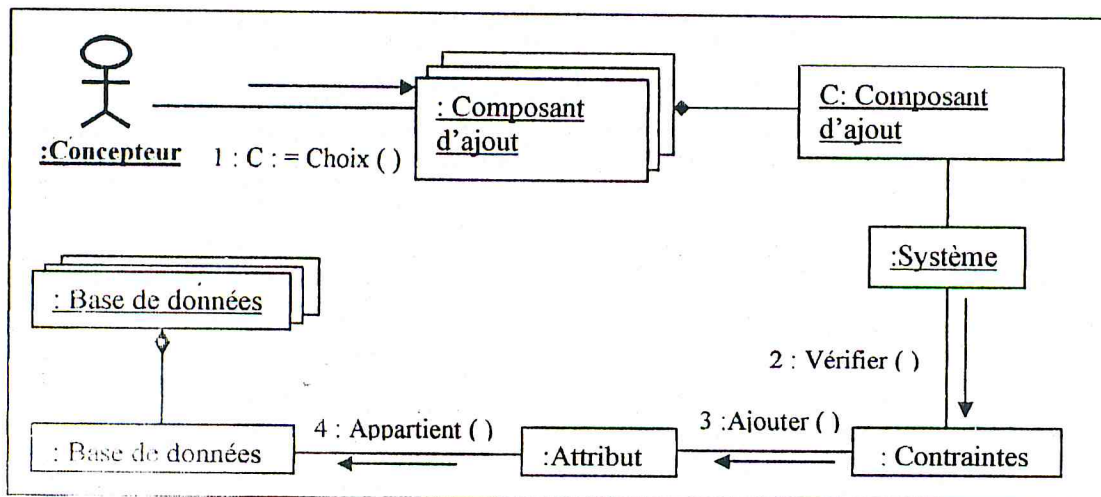 : Composant
d'ajout
C: Composant
d'ajout
:Concepteur
1 : C : = Choix ( )
:Système
: Base de données
2 : Vérifier ( )
4 : Appartient ( )
3 :Ajouter ( )
: Base de données
:Attribut
: Contraintes